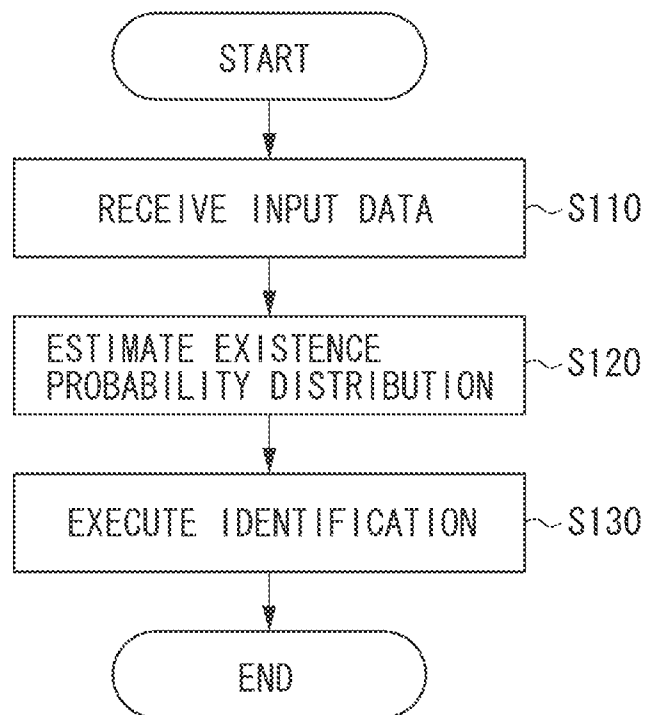 START
RECEIVE INPUT DATA
S110
ESTIMATE EXISTENCE
PROBABILITY DISTRIBUTION
S120
EXECUTE IDENTIFICATION
S130
END